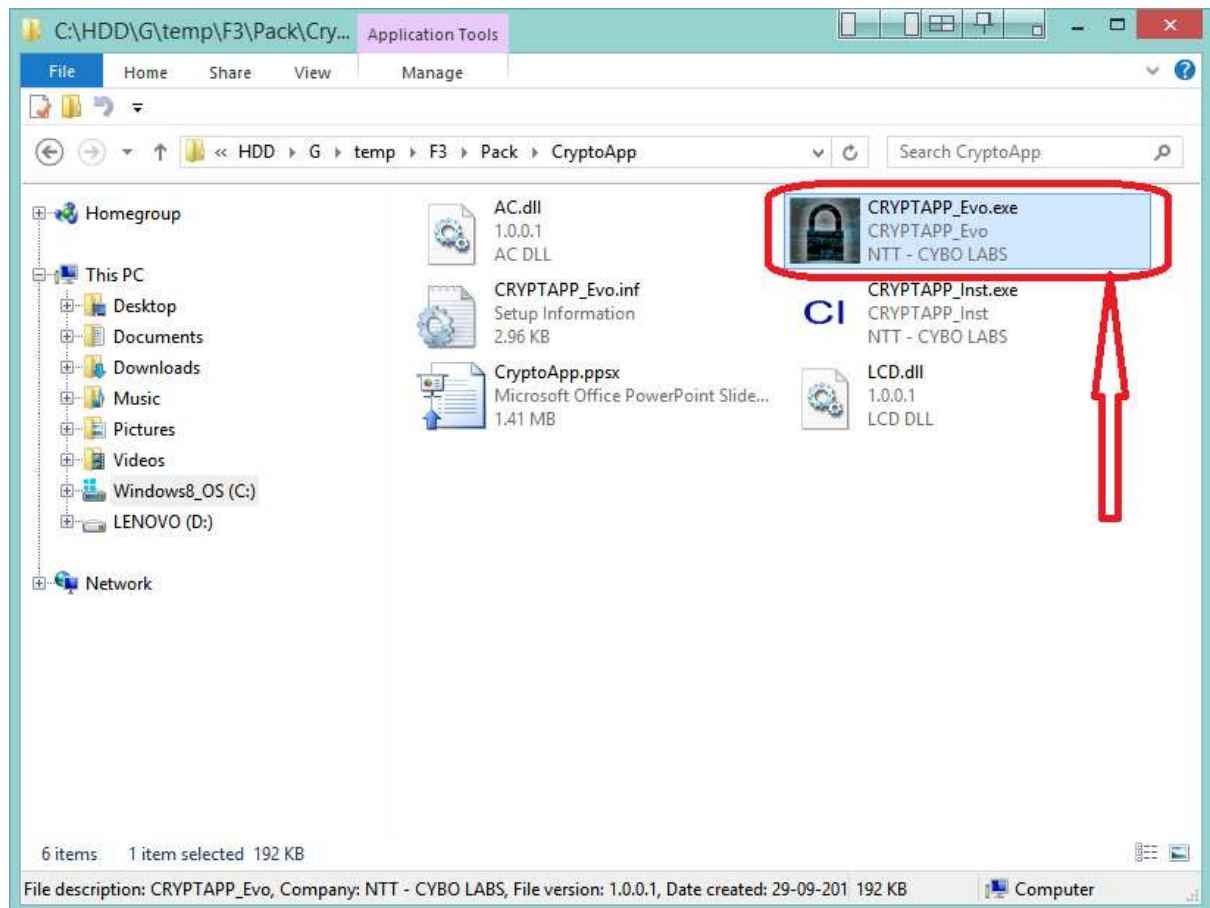 C:\HDD\G\temp\F3\Pack\Cry... Application Tools
File Home Share View Manage
« HDD G temp F3 Pack CryptoApp Search CryptoApp
Homegroup
This PC
Desktop
Documents
Downloads
Music
Pictures
Videos
Windows8_OS (C:)
LENOVO (D:)
Network
AC.dll
1.0.0.1
AC DLL
CRYPTAPP_Evo.exe
CRYPTAPP_Evo
NTT - CYBO LABS
CRYPTAPP_Evo.inf
Setup Information
2.96 KB
CI
CRYPTAPP_Inst.exe
CRYPTAPP_Inst
NTT - CYBO LABS
CryptoApp.ppsx
Microsoft Office PowerPoint Slide...
1.41 MB
LCD.dll
1.0.0.1
LCD DLL
6 items 1 item selected 192 KB
File description: CRYPTAPP_Evo, Company: NTT - CYBO LABS, File version: 1.0.0.1, Date created: 29-09-201 192 KB Computer